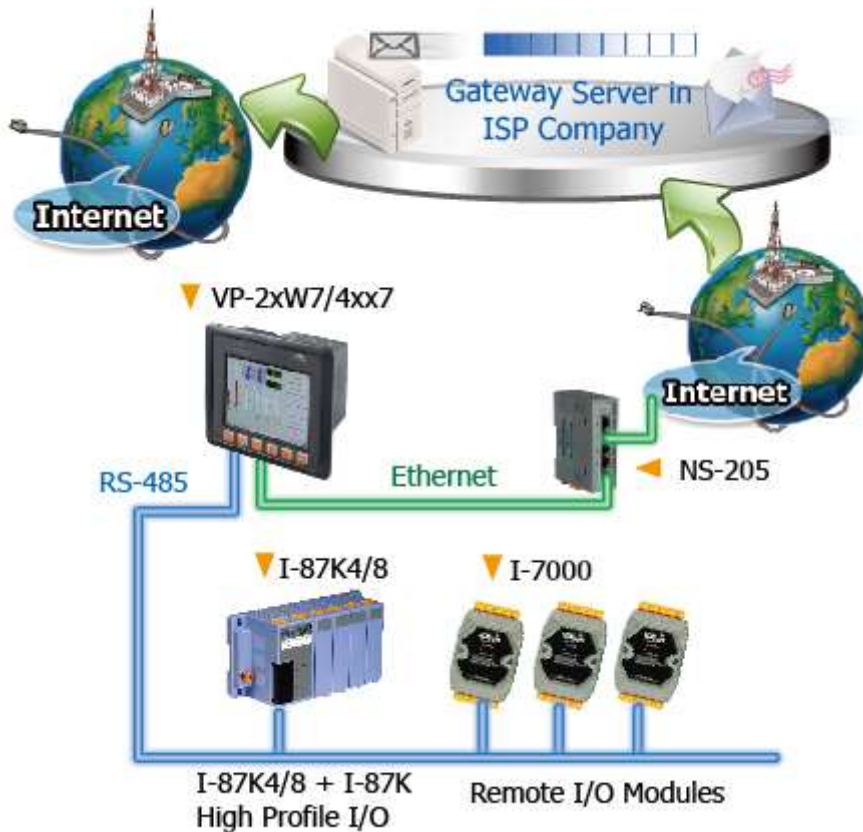 Gateway Server in
ISP Company
Internet
VP-2xW7/4xx7
Internet
RS-485
Ethernet
NS-205
I-87K4/8
I-7000
I-87K4/8 + I-87K
High Profile I/O
Remote I/O Modules